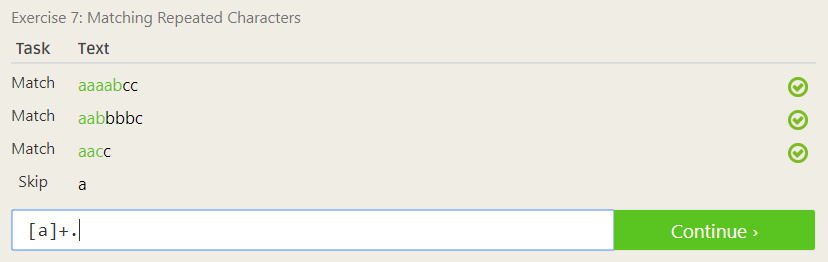 Exercise 7: Matching Repeated Characters
Task Text
Match aaaabcc
Match aabbbbc
Match aacc
Skip a
[a]+. Continue ›